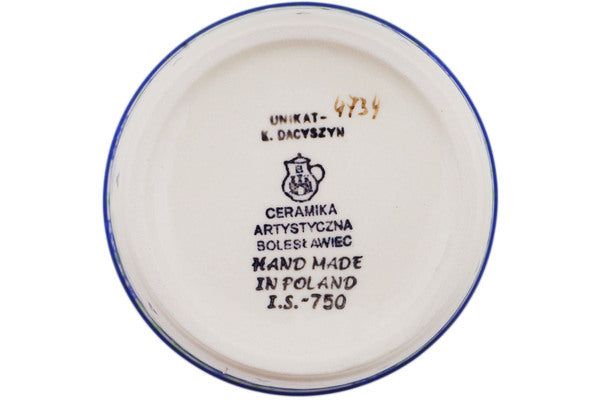 UNIKAT- 4734
E. DACYSZYN
CERAMIKA
ARTYSTYCZNA
BOLESŁAWIEC
HAND MADE
IN POLAND
I.S.-750